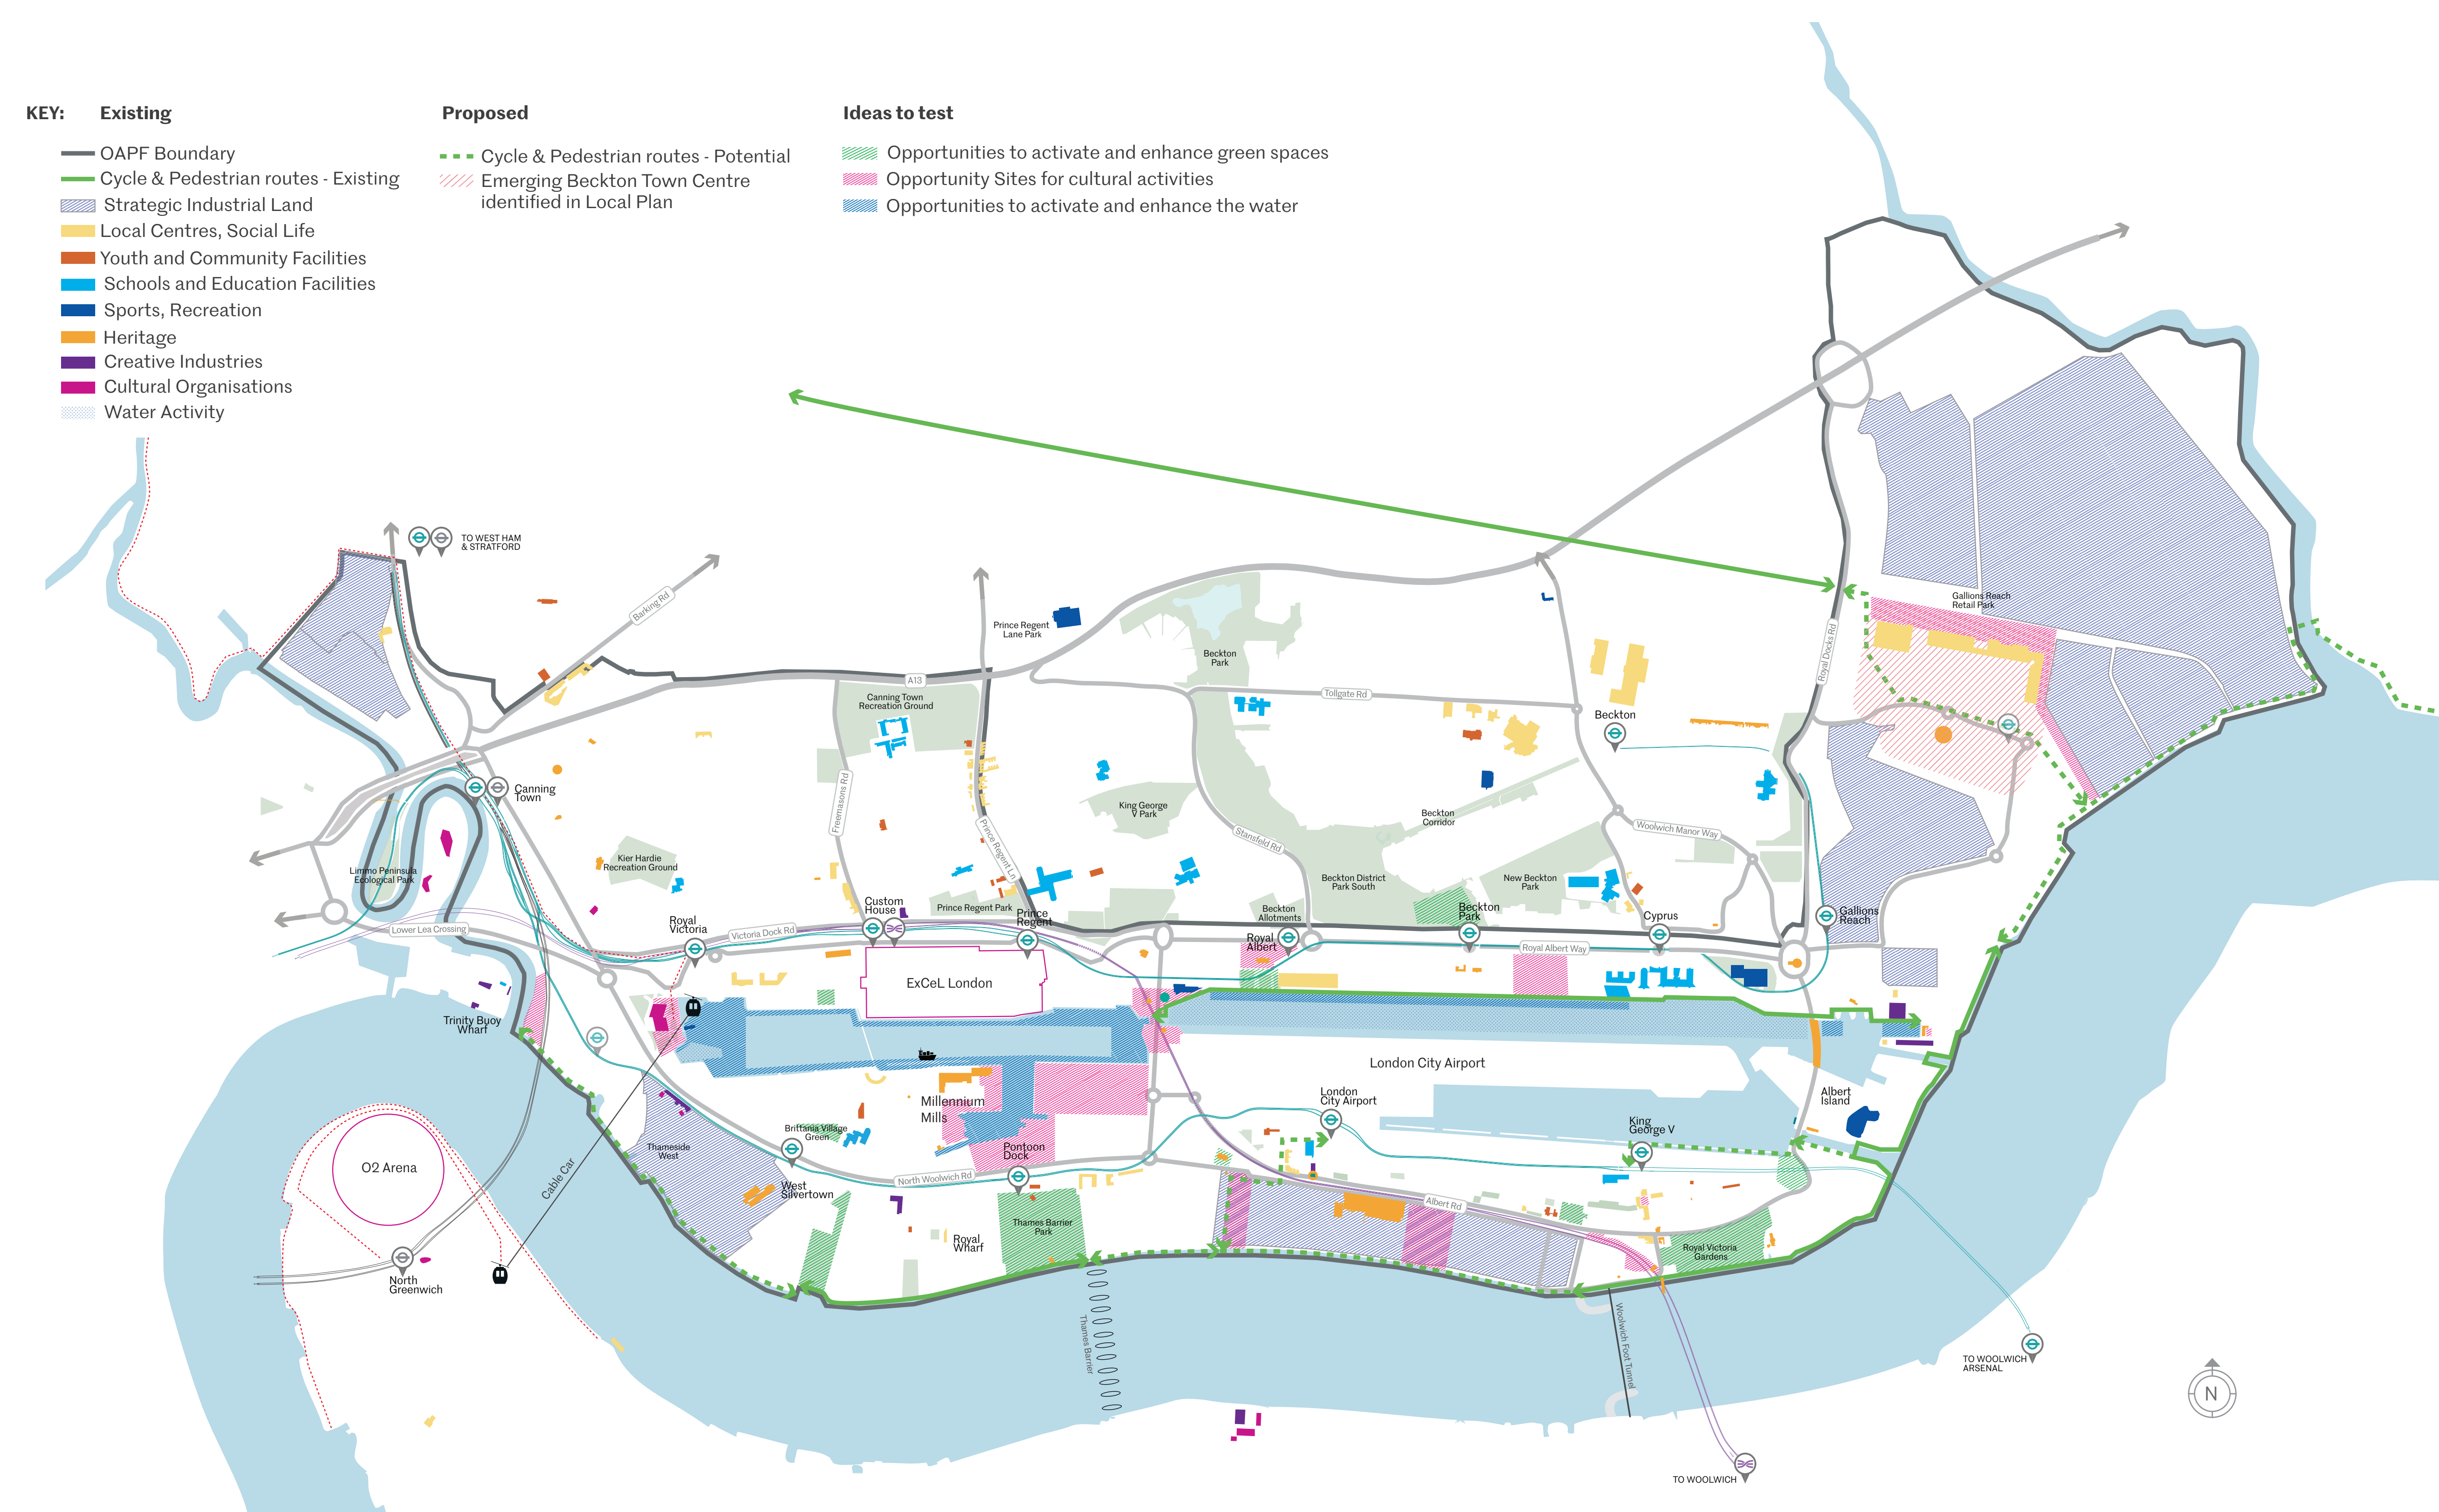 KEY:
Existing
OAPF Boundary
Cycle & Pedestrian routes - Existing
Strategic Industrial Land
Local Centres, Social Life
Youth and Community Facilities
Schools and Education Facilities
Sports, Recreation
Heritage
Creative Industries
Cultural Organisations
Water Activity
Proposed
Cycle & Pedestrian routes - Potential
Emerging Beckton Town Centre
identified in Local Plan
Ideas to test
Opportunities to activate and enhance green spaces
Opportunity Sites for cultural activities
Opportunities to activate and enhance the water
TO WEST HAM
& STRATFORD
Barking Rd
Prince Regent
Lane Park
Beckton
Park
Gallions Reach
Retail Park
Royal Docks Rd
A13
Canning Town
Recreation Ground
Tollgate Rd
Beckton
Canning
Town
Freemasons Rd
Prince Regent Ln
King George
V Park
Stansfeld Rd
Beckton
Corridor
Woolwich Manor Way
Limmo Peninsula
Ecological Park
Kier Hardie
Recreation Ground
Beckton District
Park South
New Beckton
Park
Custom
House
Prince Regent Park
Prince
Regent
Beckton
Allotments
Beckton
Park
Cyprus
Gallions
Reach
Royal
Victoria
Victoria Dock Rd
Lower Lea Crossing
Royal
Albert
Royal Albert Way
ExCeL London
Trinity Buoy
Wharf
London City Airport
Millennium
Mills
London
City Airport
Albert
Island
Brittania Village
Green
King
George V
Thameside
West
Pontoon
Dock
O2 Arena
Cable Car
West
Silvertown
North Woolwich Rd
Albert Rd
Thames Barrier
Park
Royal
Wharf
Royal Victoria
Gardens
North
Greenwich
Thames Barrier
Woolwich Foot Tunnel
TO WOOLWICH
ARSENAL
N
TO WOOLWICH